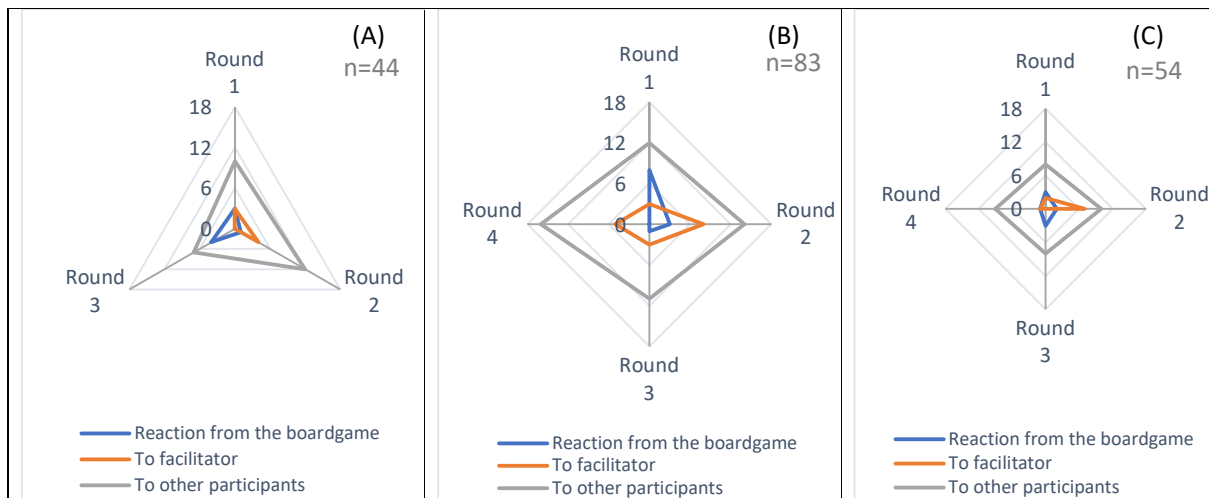 (A)
n=44
Round
1
18
12
6
0
Round
3
Round
2
Reaction from the boardgame
To facilitator
To other participants
(B)
n=83
Round
1
18
12
6
0
Round
4
Round
2
Round
3
Reaction from the boardgame
To facilitator
To other participants
(C)
n=54
Round
1
18
12
6
0
Round
4
Round
2
Round
3
Reaction from the boardgame
To facilitator
To other participants